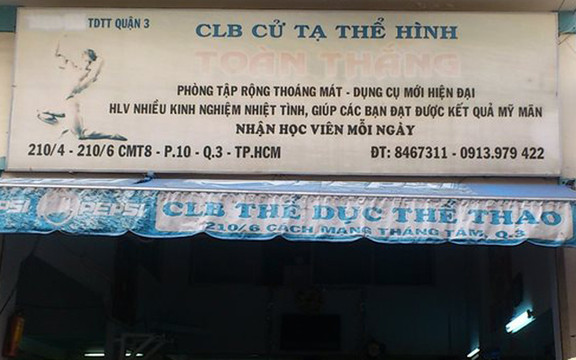 TDTT QUẬN 3
CLB CỬ TẠ THỂ HÌNH
TOÀN THẮNG
PHÒNG TẬP RỘNG THOÁNG MÁT - DỤNG CỤ MỚI HIỆN ĐẠI
HLV NHIỀU KINH NGHIỆM NHIỆT TÌNH, GIÚP CÁC BẠN ĐẠT ĐƯỢC KẾT QUẢ MỸ MÃN
NHẬN HỌC VIÊN MỖI NGÀY
210/4 - 210/6 CMT8 - P.10 - Q.3 - TP.HCM ĐT: 8467311 - 0913.979 422
PEPSI PEPSI CLB THỂ DỤC THỂ THAO
210/6 CÁCH MẠNG THÁNG TÁM, Q.3